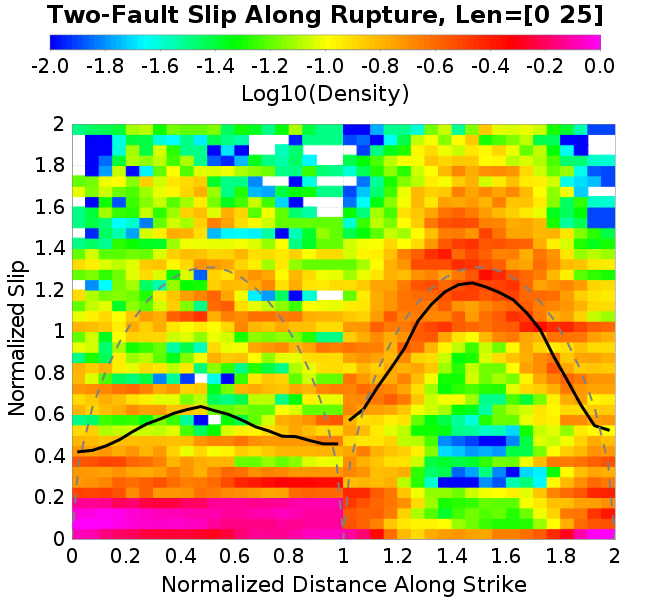 Two-Fault Slip Along Rupture, Len=[0 25]
-2.0 -1.8 -1.6 -1.4 -1.2 -1.0 -0.8 -0.6 -0.4 -0.2 0.0
Log10(Density)
2
1.8
1.6
1.4
1.2
1
0.8
0.6
0.4
0.2
0
Normalized Slip
0 0.2 0.4 0.6 0.8 1 1.2 1.4 1.6 1.8 2
Normalized Distance Along Strike